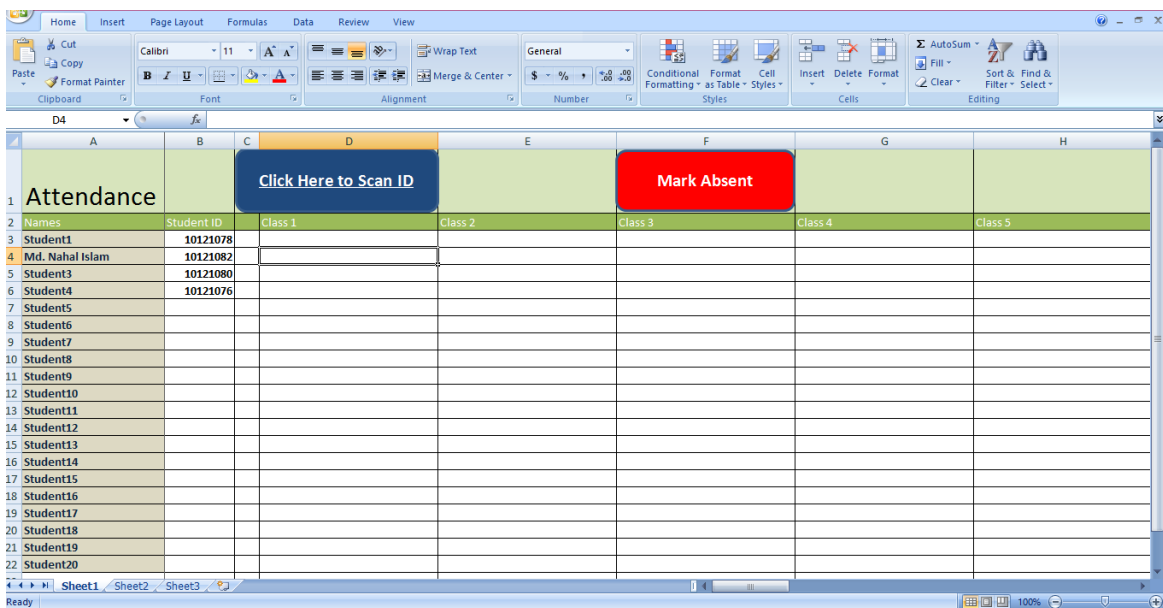 Home Insert Page Layout Formulas Data Review View
Cut
Copy
Format Painter
Paste
Clipboard
Calibri 11
B I U
Font
Wrap Text
Merge & Center
Alignment
General
$ % , .0 .00 .00 .0
Number
Conditional Formatting
Format as Table
Cell Styles
Styles
Insert Delete Format
Cells
Σ AutoSum
Fill
Clear
Sort & Filter
Find & Select
Editing
D4 fx
A B C D E F G H
1 Attendance Click Here to Scan ID Mark Absent
2 Names Student ID Class 1 Class 2 Class 3 Class 4 Class 5
3 Student1 10121078
4 Md. Nahal Islam 10121082
5 Student3 10121080
6 Student4 10121076
7 Student5
8 Student6
9 Student7
10 Student8
11 Student9
12 Student10
13 Student11
14 Student12
15 Student13
16 Student14
17 Student15
18 Student16
19 Student17
20 Student18
21 Student19
22 Student20
Sheet1 Sheet2 Sheet3
Ready 100%